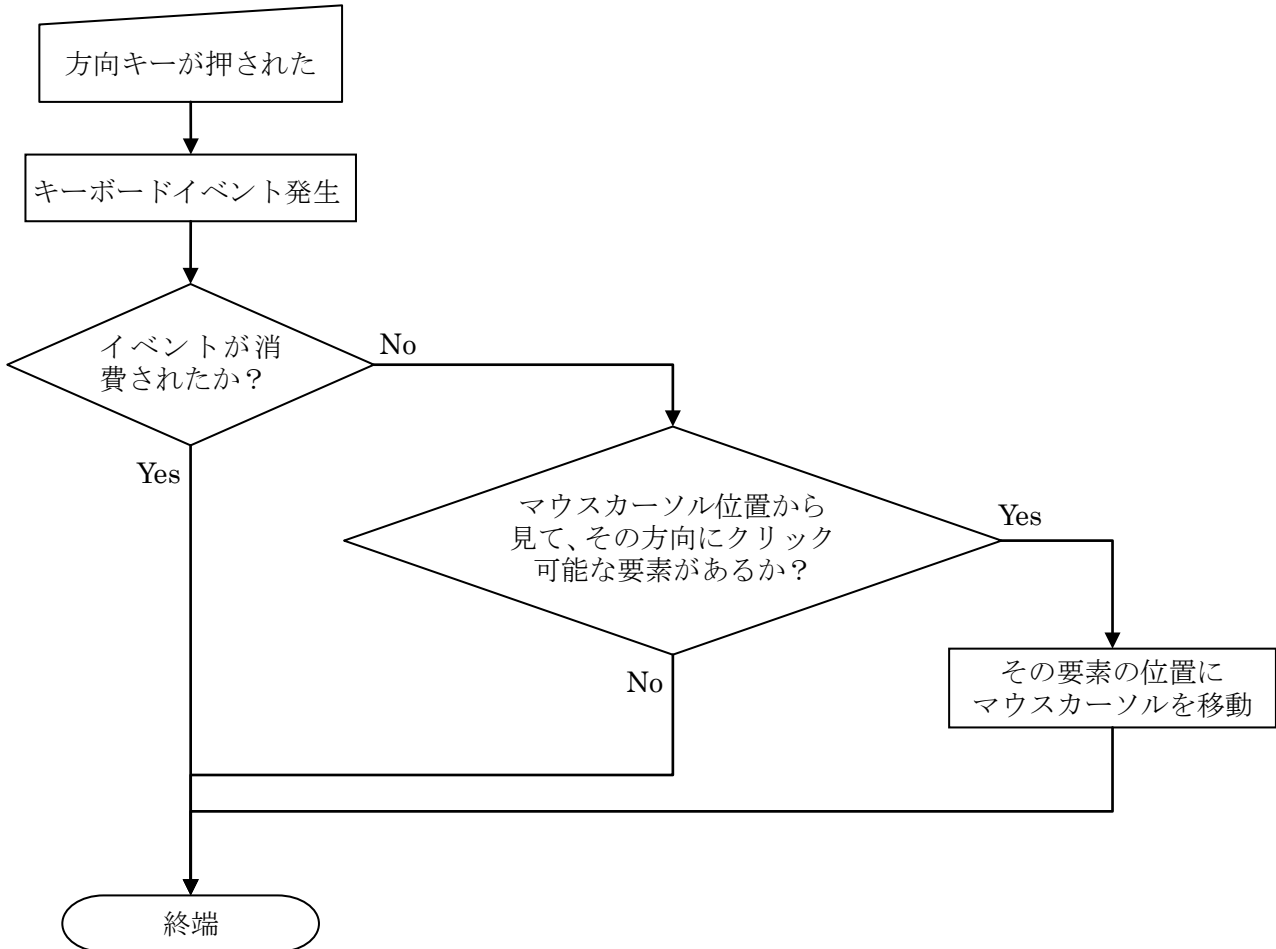 方向キーが押された
キーボードイベント発生
イベントが消
費されたか？
No
Yes
マウスカーソル位置から
見て、その方向にクリック
可能な要素があるか？
Yes
No
その要素の位置に
マウスカーソルを移動
終端